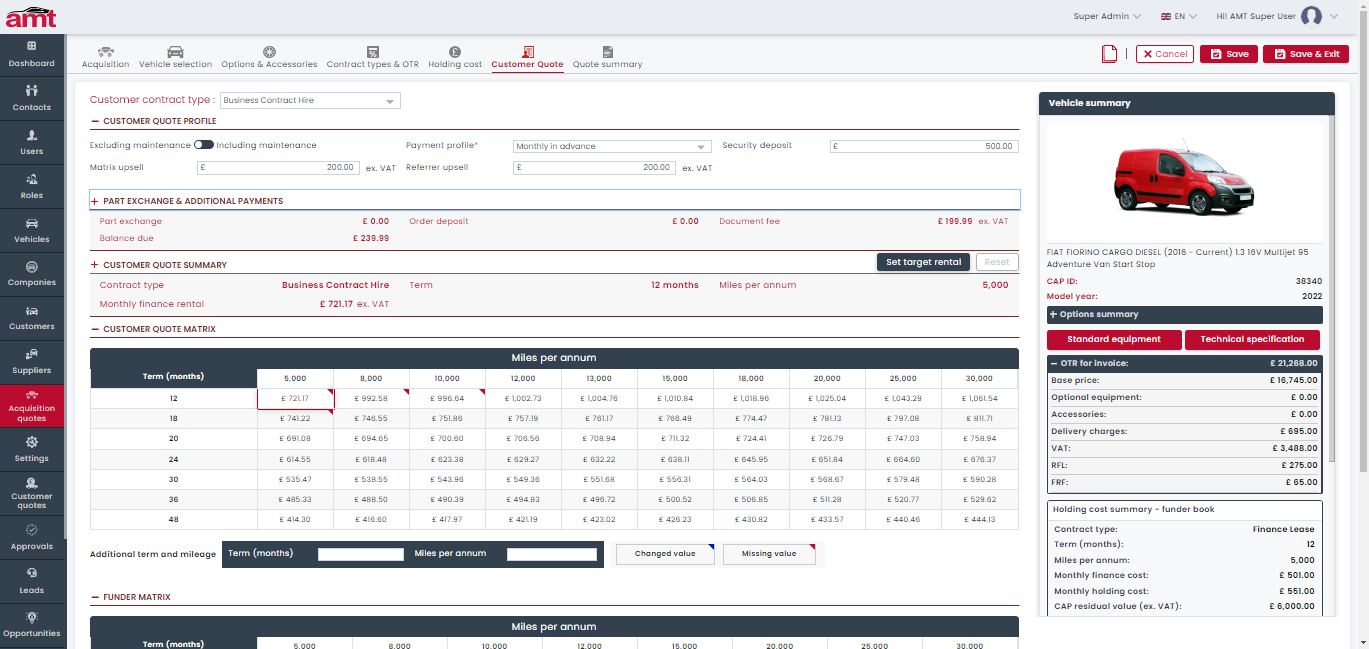 amt
Super Admin EN Hi! AMT Super User
Dashboard
Contacts
Users
Roles
Vehicles
Companies
Customers
Suppliers
Acquisition quotes
Settings
Customer quotes
Approvals
Leads
Opportunities
Acquisition Vehicle selection Options & Accessories Contract types & OTR Holding cost Customer Quote Quote summary
Cancel Save Save & Exit
Customer contract type : Business Contract Hire
CUSTOMER QUOTE PROFILE
Excluding maintenance Including maintenance Payment profile* Monthly in advance Security deposit £ 500.00
Matrix upsell £ 200.00 ex. VAT Referrer upsell £ 200.00 ex. VAT
+ PART EXCHANGE & ADDITIONAL PAYMENTS
Part exchange £ 0.00 Order deposit £ 0.00 Document fee £ 199.99 ex. VAT
Balance due £ 239.99
+ CUSTOMER QUOTE SUMMARY Set target rental Reset
Contract type Business Contract Hire Term 12 months Miles per annum 5,000
Monthly finance rental £ 721.17 ex. VAT
CUSTOMER QUOTE MATRIX
Miles per annum
Term (months) 5,000 8,000 10,000 12,000 13,000 15,000 18,000 20,000 25,000 30,000
12 £ 721.17 £ 992.58 £ 996.64 £ 1,002.73 £ 1,004.76 £ 1,010.84 £ 1,018.96 £ 1,025.04 £ 1,043.29 £ 1,061.54
18 £ 741.22 £ 746.55 £ 751.86 £ 757.19 £ 761.17 £ 766.49 £ 774.47 £ 781.13 £ 797.08 £ 811.71
20 £ 691.08 £ 694.65 £ 700.60 £ 706.56 £ 708.94 £ 711.32 £ 724.41 £ 726.79 £ 747.03 £ 758.94
24 £ 614.55 £ 618.48 £ 623.38 £ 629.27 £ 632.22 £ 638.11 £ 645.95 £ 651.84 £ 664.60 £ 676.37
30 £ 535.47 £ 538.55 £ 543.96 £ 549.36 £ 551.68 £ 556.31 £ 564.03 £ 568.67 £ 579.48 £ 590.28
36 £ 485.33 £ 488.50 £ 490.39 £ 494.83 £ 496.72 £ 500.52 £ 506.85 £ 511.28 £ 520.77 £ 529.62
48 £ 414.30 £ 416.60 £ 417.97 £ 421.19 £ 423.02 £ 426.23 £ 430.82 £ 433.57 £ 440.46 £ 444.13
Additional term and mileage Term (months) Miles per annum Changed value Missing value
FUNDER MATRIX
Miles per annum
Term (months) 5,000 8,000 10,000 12,000 15,000 20,000 25,000 30,000
Vehicle summary
FIAT FIORINO CARGO DIESEL (2016 - Current) 1.3 16V Multijet 95
Adventure Van Start Stop
CAP ID: 38340
Model year: 2022
+ Options summary
Standard equipment Technical specification
OTR for invoice: £ 21,268.00
Base price: £ 16,745.00
Optional equipment: £ 0.00
Accessories: £ 0.00
Delivery charges: £ 695.00
VAT: £ 3,488.00
RFL: £ 275.00
FRF: £ 65.00
Holding cost summary - funder book
Contract type: Finance Lease
Term (months): 12
Miles per annum: 5,000
Monthly finance cost: £ 501.00
Monthly holding cost: £ 551.00
CAP residual value (ex. VAT): £ 6,000.00